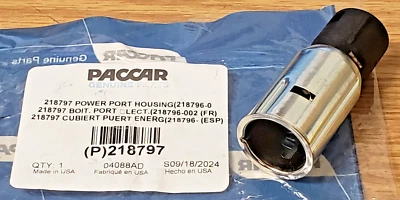 Genuine Parts
PACCAR
GENUINE PARTS
218797 POWER PORT HOUSING(218796-0
218797 BOIT. PORT ELECT.(218796-002 (FR)
218797 CUBIERT PUERT ENERG(218796- (ESP)
(P)218797
QTY: 1 04088AD S09/18/2024
Made in USA Fabriqué en USA Hecho en USA